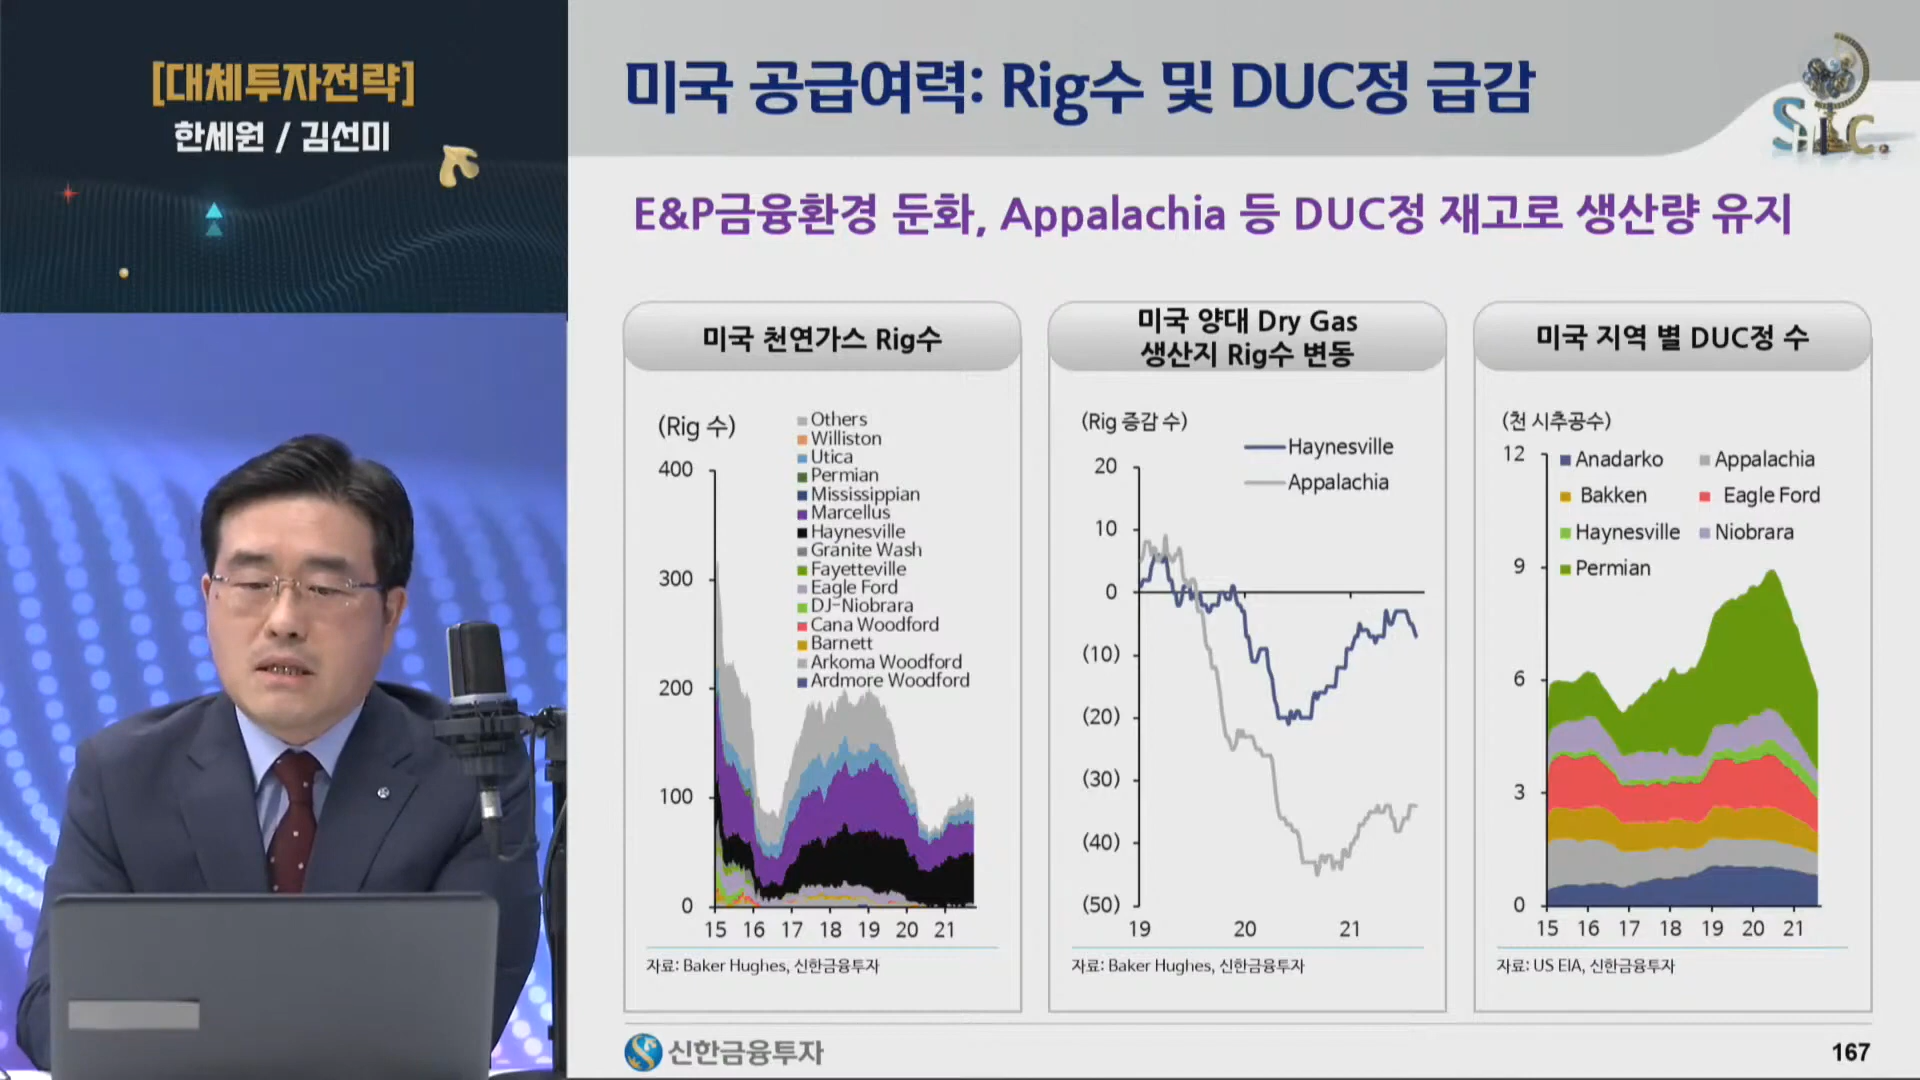 [대체투자전략]
한세원 / 김선미
미국 공급여력: Rig수 및 DUC정 급감
SHLC.
E&P금융환경 둔화, Appalachia 등 DUC정 재고로 생산량 유지
미국 천연가스 Rig수
(Rig 수)
Others
Williston
Utica
Permian
Mississippian
Marcellus
Haynesville
Granite Wash
Fayetteville
Eagle Ford
DJ-Niobrara
Cana Woodford
Barnett
Arkoma Woodford
Ardmore Woodford
400
300
200
100
0
15 16 17 18 19 20 21
자료: Baker Hughes, 신한금융투자
미국 양대 Dry Gas
생산지 Rig수 변동
(Rig 증감 수)
Haynesville
Appalachia
20
10
0
(10)
(20)
(30)
(40)
(50)
19 20 21
자료: Baker Hughes, 신한금융투자
미국 지역 별 DUC정 수
(천 시추공수)
Anadarko Appalachia
Bakken Eagle Ford
Haynesville Niobrara
Permian
12
9
6
3
0
15 16 17 18 19 20 21
자료: US EIA, 신한금융투자
신한금융투자
167